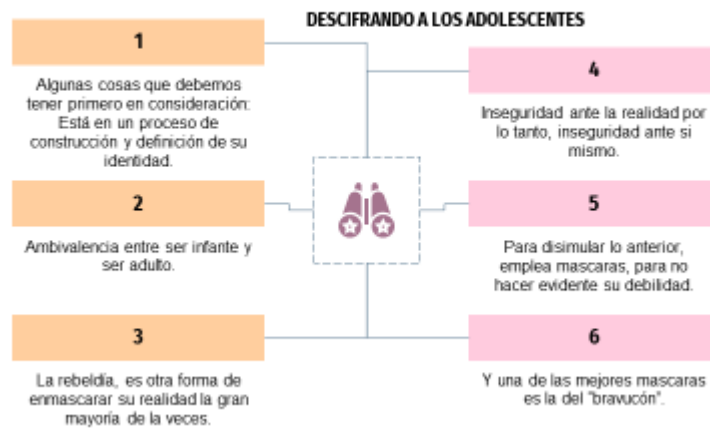 DESCIFRANDO A LOS ADOLESCENTES
1
Algunas cosas que debemos
tener primero en consideración:
Está en un proceso de
construcción y definición de su
identidad.
2
Ambivalencia entre ser infante y
ser adulto.
3
La rebeldía, es otra forma de
enmascarar su realidad la gran
mayoría de la veces.
4
Inseguridad ante la realidad por
lo tanto, inseguridad ante si
mismo.
5
Para disimular lo anterior,
emplea mascaras, para no
hacer evidente su debilidad.
6
Y una de las mejores mascaras
es la del "bravucón".